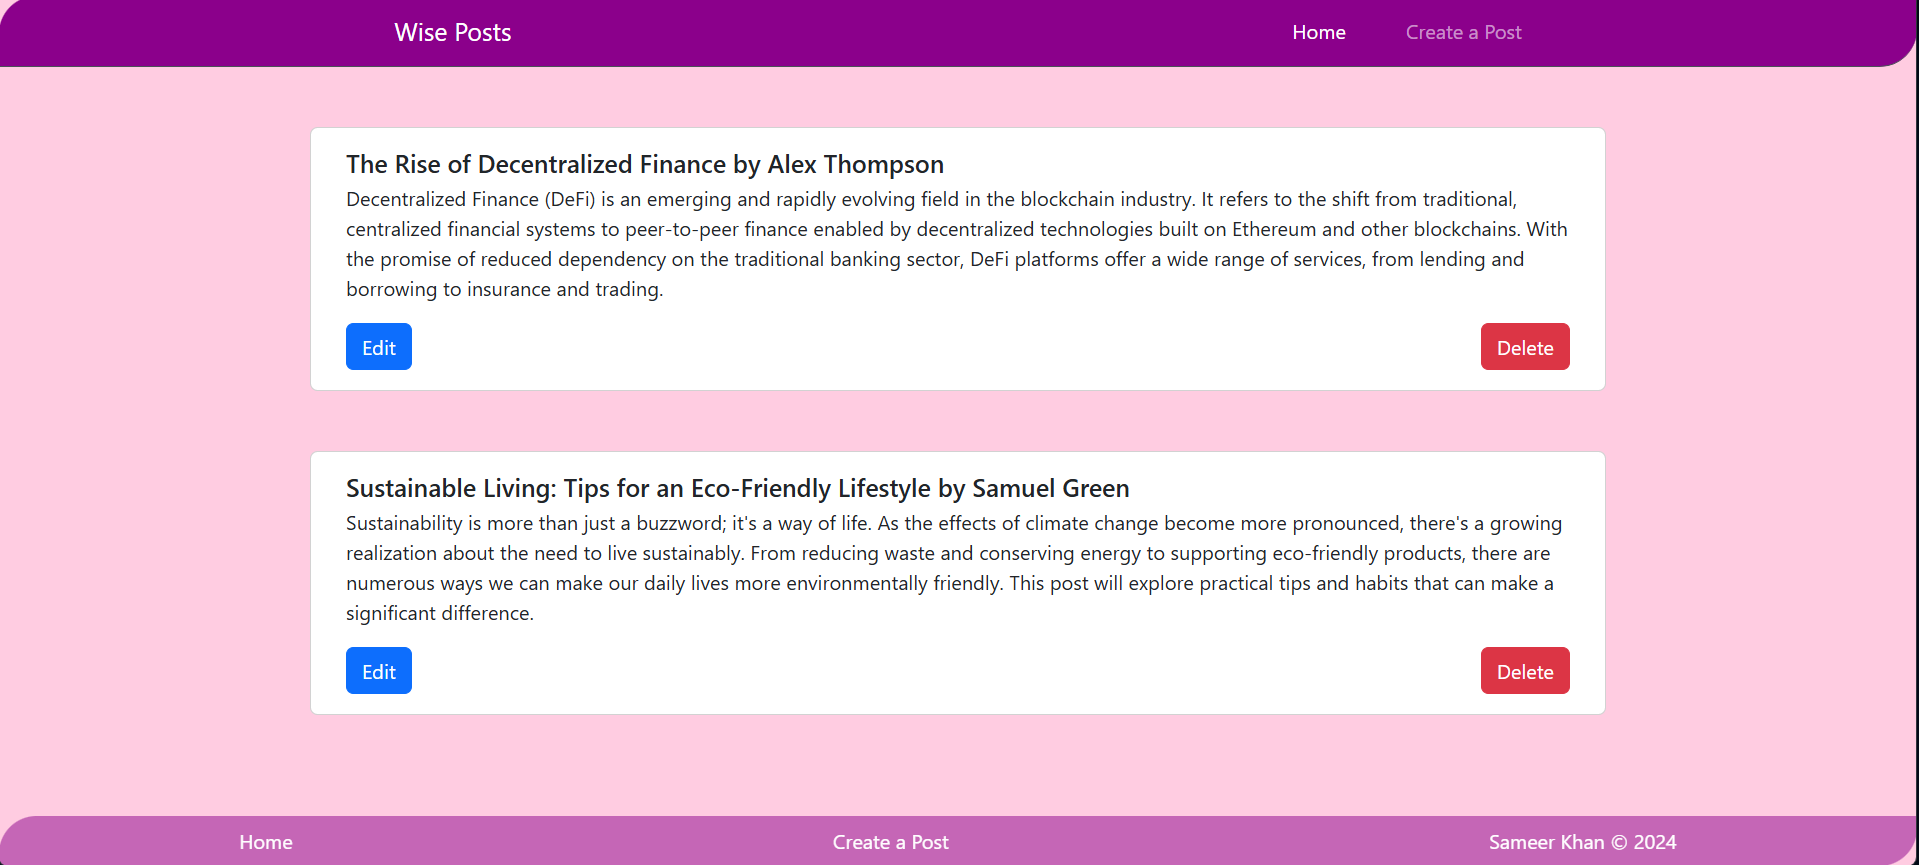 Wise Posts
Home
Create a Post
The Rise of Decentralized Finance by Alex Thompson
Decentralized Finance (DeFi) is an emerging and rapidly evolving field in the blockchain industry. It refers to the shift from traditional,
centralized financial systems to peer-to-peer finance enabled by decentralized technologies built on Ethereum and other blockchains. With
the promise of reduced dependency on the traditional banking sector, DeFi platforms offer a wide range of services, from lending and
borrowing to insurance and trading.
Edit
Delete
Sustainable Living: Tips for an Eco-Friendly Lifestyle by Samuel Green
Sustainability is more than just a buzzword; it's a way of life. As the effects of climate change become more pronounced, there's a growing
realization about the need to live sustainably. From reducing waste and conserving energy to supporting eco-friendly products, there are
numerous ways we can make our daily lives more environmentally friendly. This post will explore practical tips and habits that can make a
significant difference.
Edit
Delete
Home
Create a Post
Sameer Khan © 2024